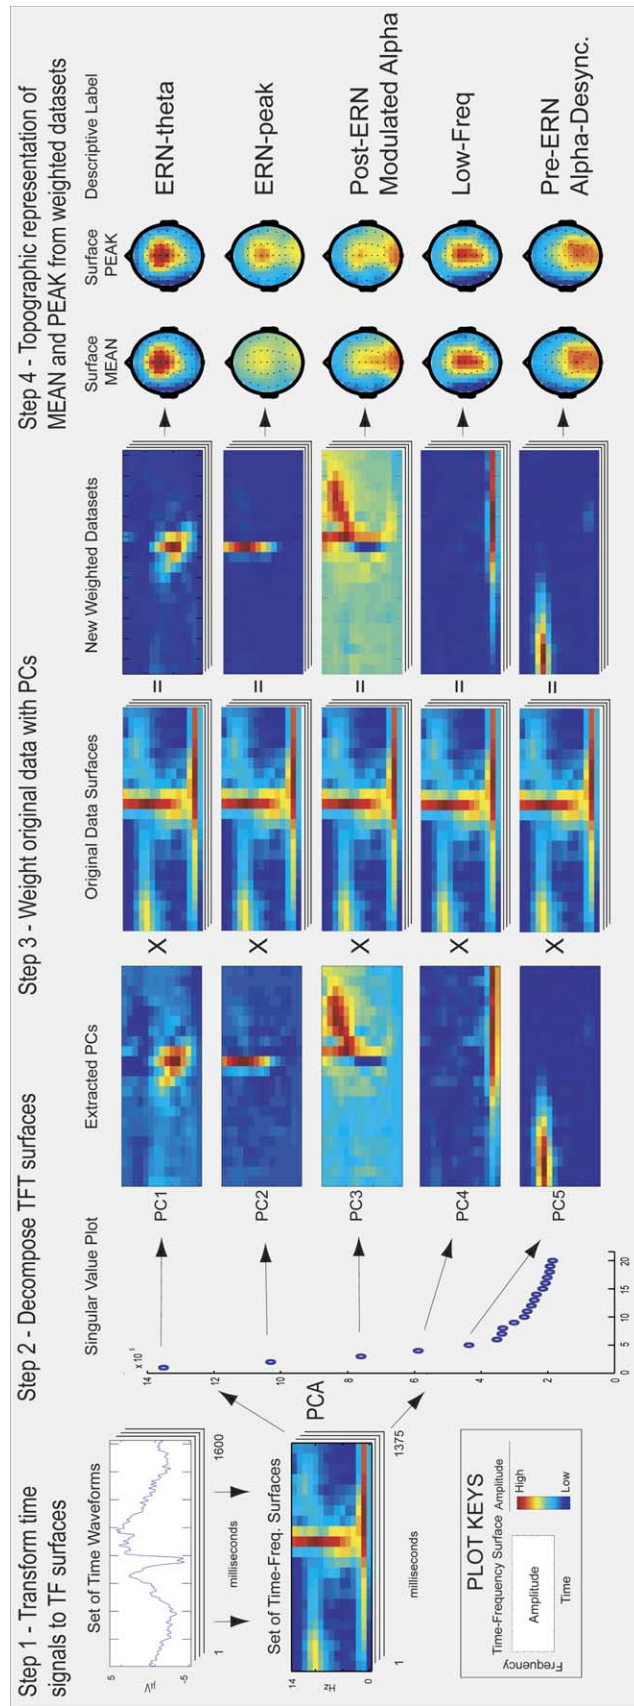 Step 1 - Transform time
signals to TF surfaces
Set of Time Waveforms
5
µV
-5
1
milliseconds
1600
Set of Time-Freq. Surfaces
14
Hz
0
1
milliseconds
1375
PLOT KEYS
Time-Frequency Surface
Amplitude
Frequency
Amplitude
Time
High
Low
Step 2 - Decompose TFT surfaces
Singular Value Plot
Extracted PCs
14
12
10
8
6
4
2
0
0
5
10
15
20
PCA
PC1
PC2
PC3
PC4
PC5
Step 3 - Weight original data with PCs
Original Data Surfaces
New Weighted Datasets
X
=
X
=
X
=
X
=
X
=
Step 4 - Topographic representation of
MEAN and PEAK from weighted datasets
Surface
MEAN
Surface
PEAK
Descriptive Label
ERN-theta
ERN-peak
Post-ERN
Modulated Alpha
Low-Freq
Pre-ERN
Alpha-Desync.